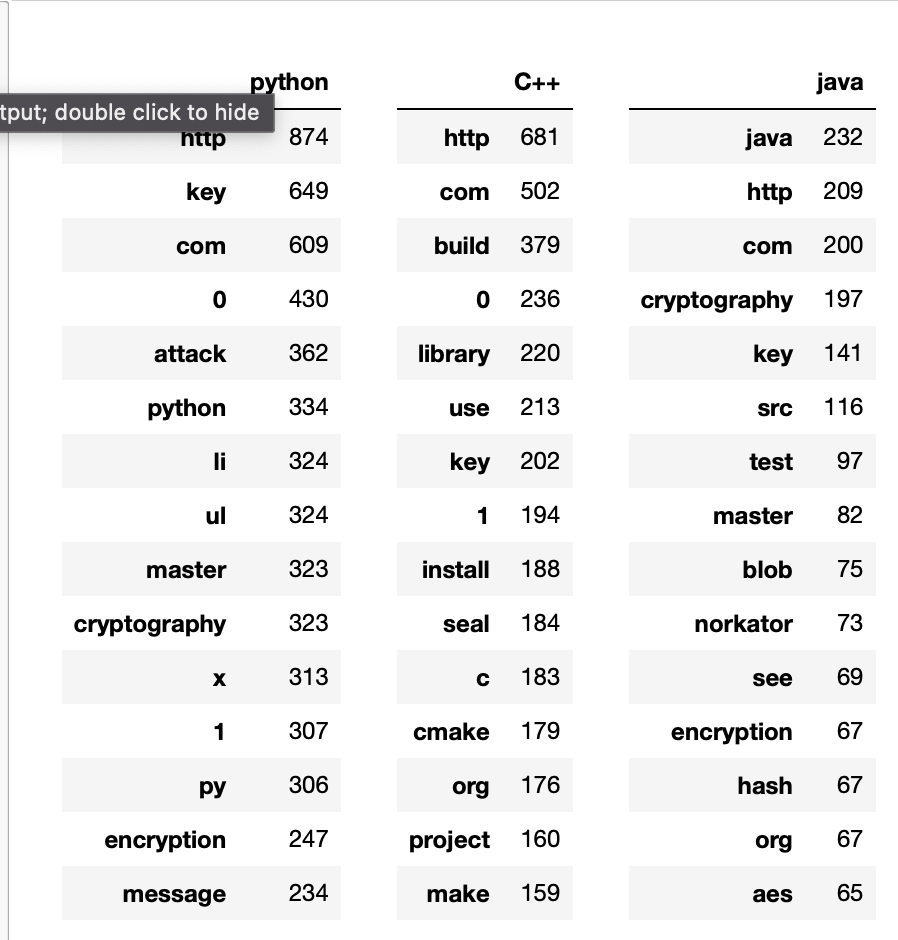 python C++ java
tput; double click to hide
http 874 http 681 java 232
key 649 com 502 http 209
com 609 build 379 com 200
0 430 0 236 cryptography 197
attack 362 library 220 key 141
python 334 use 213 src 116
li 324 key 202 test 97
ul 324 1 194 master 82
master 323 install 188 blob 75
cryptography 323 seal 184 norkator 73
x 313 c 183 see 69
1 307 cmake 179 encryption 67
py 306 org 176 hash 67
encryption 247 project 160 org 67
message 234 make 159 aes 65